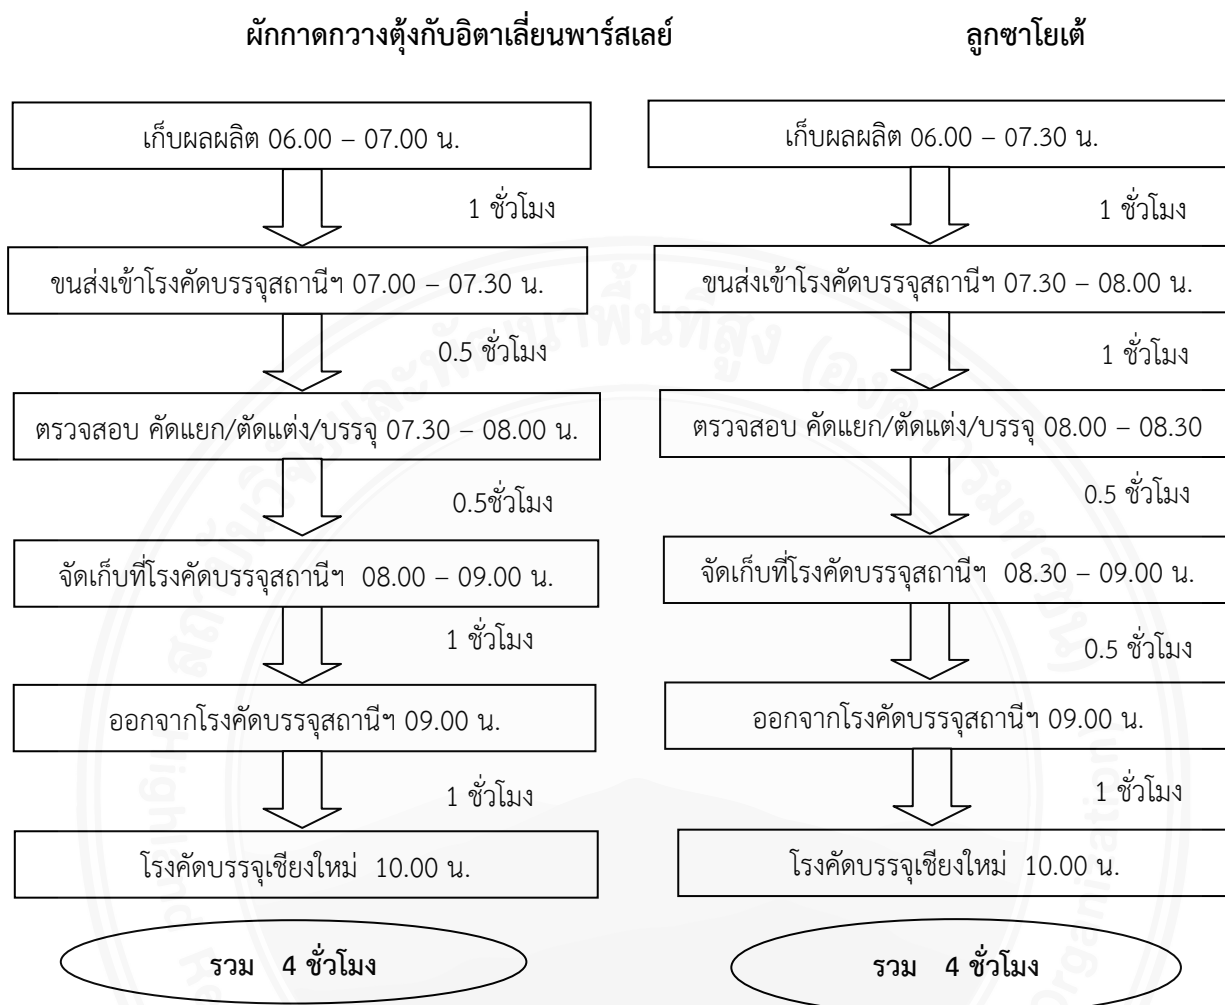 ผักกาดกวางตุ้งกับอิตาเลี่ยนพาร์สเลย์
เก็บผลผลิต 06.00 – 07.00 น.
1 ชั่วโมง
ขนส่งเข้าโรงคัดบรรจุสถานีฯ 07.00 – 07.30 น.
0.5 ชั่วโมง
ตรวจสอบ คัดแยก/ตัดแต่ง/บรรจุ 07.30 – 08.00 น.
0.5ชั่วโมง
จัดเก็บที่โรงคัดบรรจุสถานีฯ 08.00 – 09.00 น.
1 ชั่วโมง
ออกจากโรงคัดบรรจุสถานีฯ 09.00 น.
1 ชั่วโมง
โรงคัดบรรจุเชียงใหม่ 10.00 น.
รวม 4 ชั่วโมง
ลูกซาโยเต้
เก็บผลผลิต 06.00 – 07.30 น.
1 ชั่วโมง
ขนส่งเข้าโรงคัดบรรจุสถานีฯ 07.30 – 08.00 น.
1 ชั่วโมง
ตรวจสอบ คัดแยก/ตัดแต่ง/บรรจุ 08.00 – 08.30
0.5 ชั่วโมง
จัดเก็บที่โรงคัดบรรจุสถานีฯ 08.30 – 09.00 น.
0.5 ชั่วโมง
ออกจากโรงคัดบรรจุสถานีฯ 09.00 น.
1 ชั่วโมง
โรงคัดบรรจุเชียงใหม่ 10.00 น.
รวม 4 ชั่วโมง